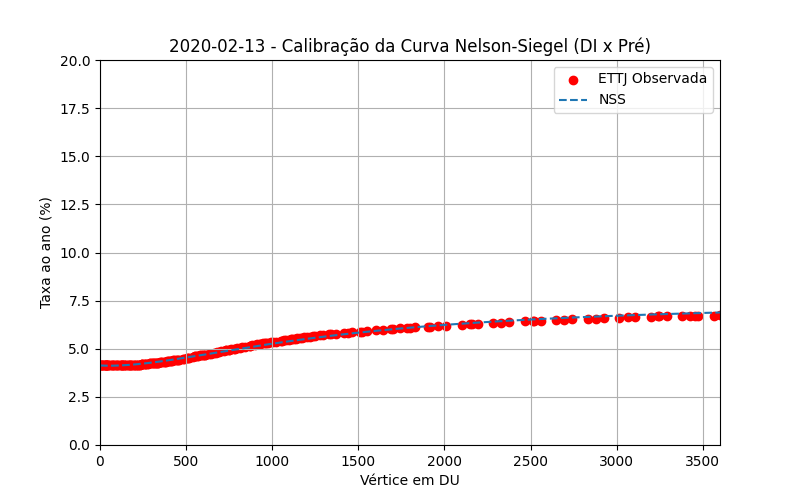 2020-02-13 - Calibração da Curva Nelson-Siegel (DI x Pré)
20.0
17.5
15.0
12.5
10.0
7.5
5.0
2.5
0.0
Taxa ao ano (%)
ETTJ Observada
NSS
0 500 1000 1500 2000 2500 3000 3500
Vértice em DU